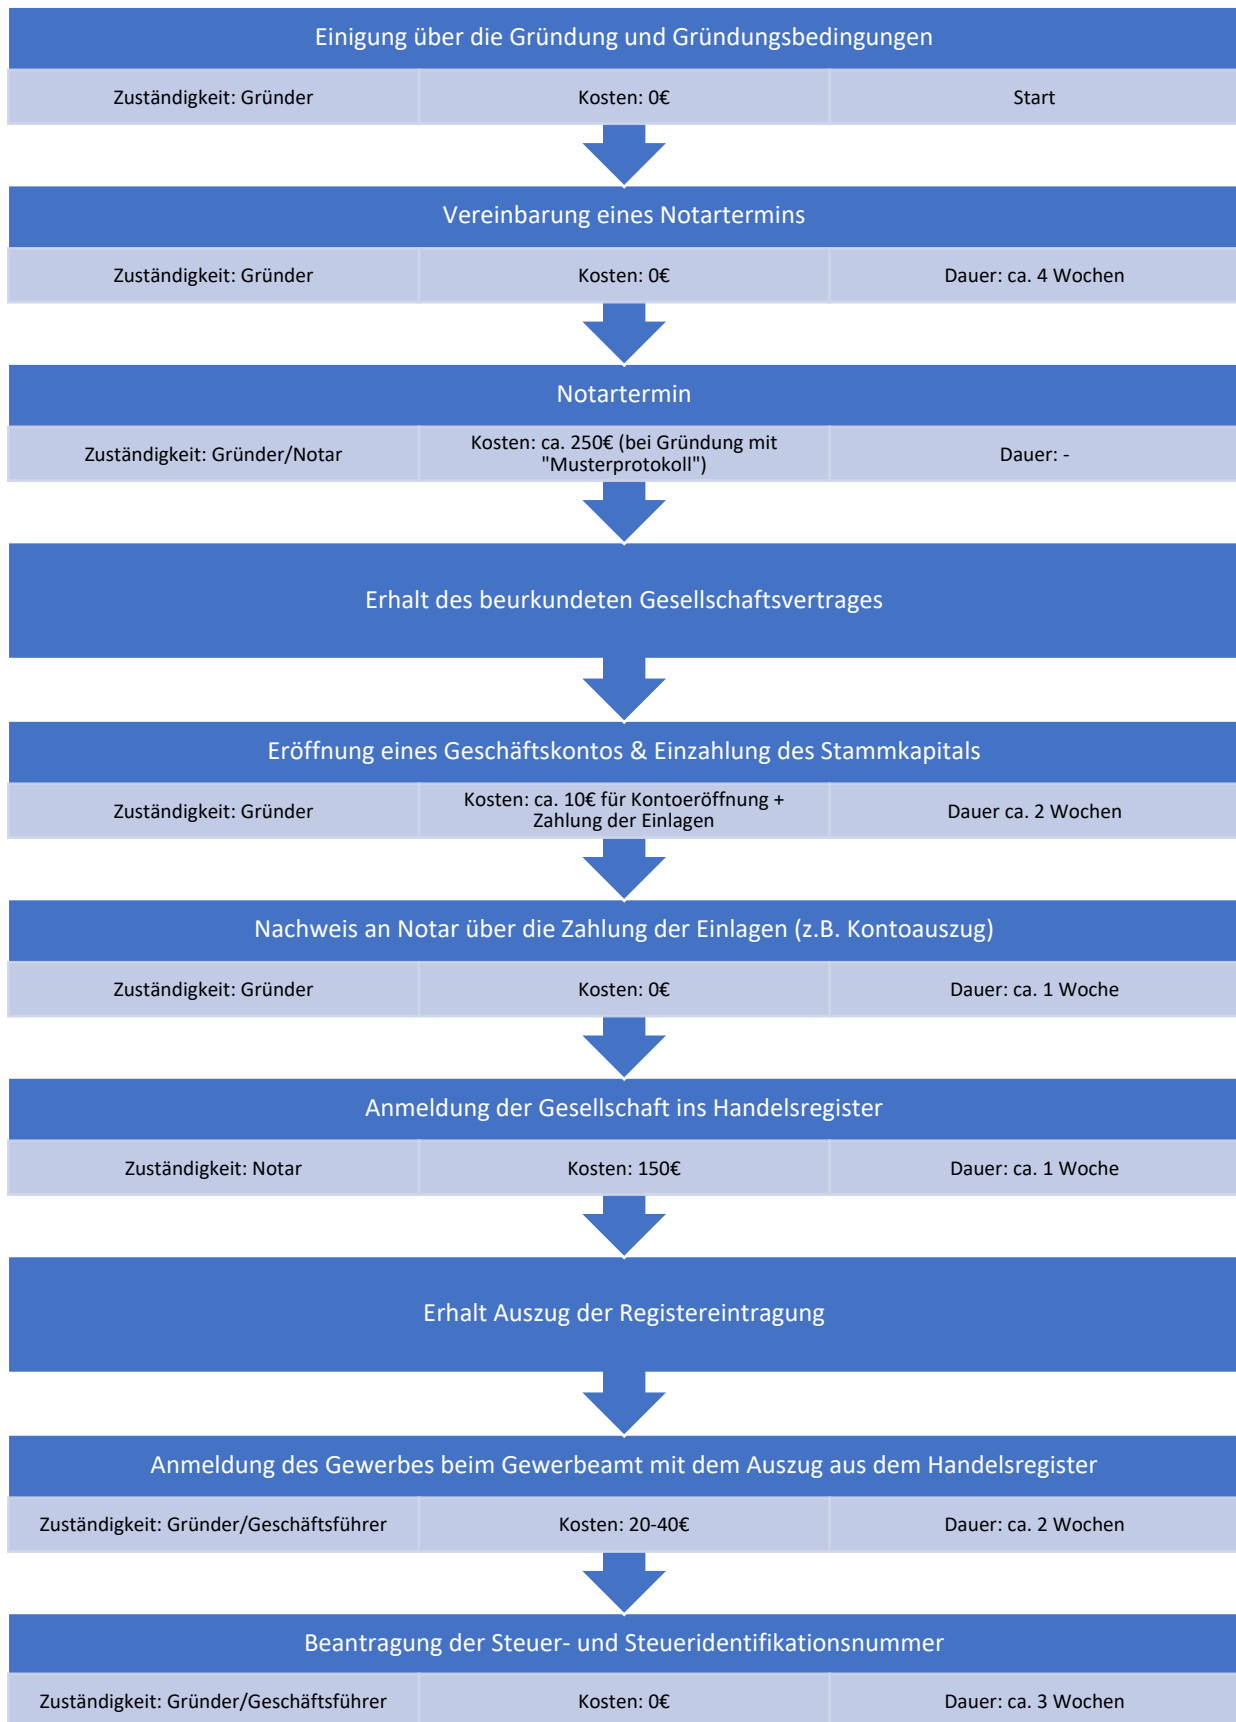 Einigung über die Gründung und Gründungsbedingungen
Zuständigkeit: Gründer
Kosten: 0€
Start
Vereinbarung eines Notartermins
Zuständigkeit: Gründer
Kosten: 0€
Dauer: ca. 4 Wochen
Notartermin
Zuständigkeit: Gründer/Notar
Kosten: ca. 250€ (bei Gründung mit
"Musterprotokoll")
Dauer: -
Erhalt des beurkundeten Gesellschaftsvertrages
Eröffnung eines Geschäftskontos & Einzahlung des Stammkapitals
Zuständigkeit: Gründer
Kosten: ca. 10€ für Kontoeröffnung +
Zahlung der Einlagen
Dauer ca. 2 Wochen
Nachweis an Notar über die Zahlung der Einlagen (z.B. Kontoauszug)
Zuständigkeit: Gründer
Kosten: 0€
Dauer: ca. 1 Woche
Anmeldung der Gesellschaft ins Handelsregister
Zuständigkeit: Notar
Kosten: 150€
Dauer: ca. 1 Woche
Erhalt Auszug der Registereintragung
Anmeldung des Gewerbes beim Gewerbeamt mit dem Auszug aus dem Handelsregister
Zuständigkeit: Gründer/Geschäftsführer
Kosten: 20-40€
Dauer: ca. 2 Wochen
Beantragung der Steuer- und Steueridentifikationsnummer
Zuständigkeit: Gründer/Geschäftsführer
Kosten: 0€
Dauer: ca. 3 Wochen